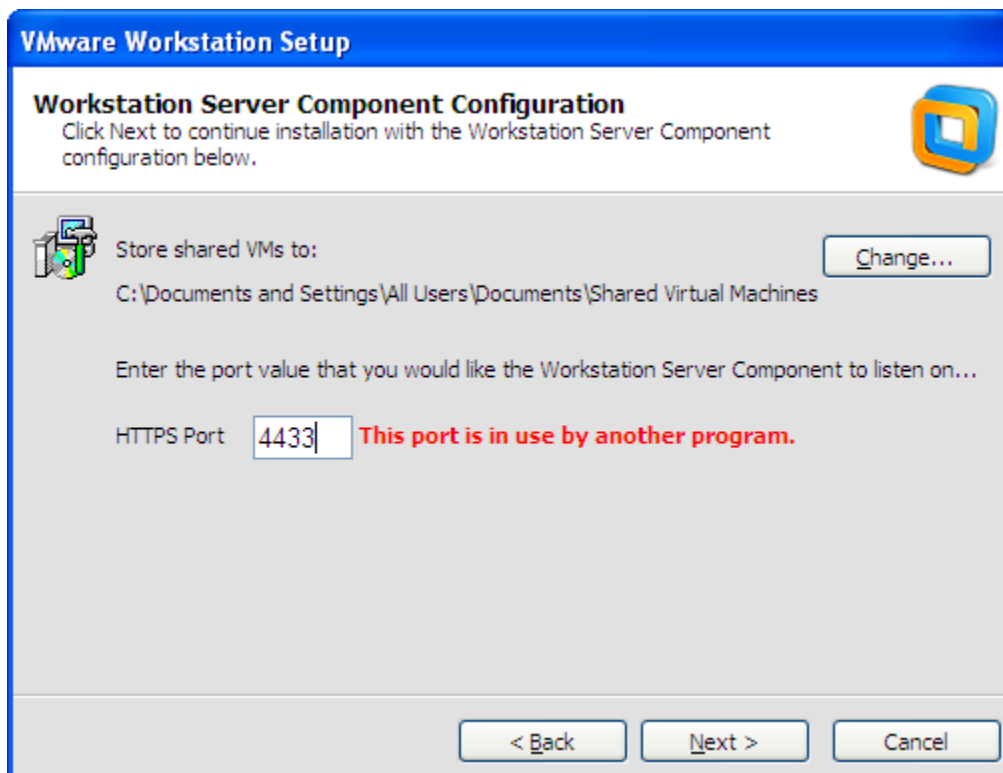 VMware Workstation Setup
Workstation Server Component Configuration
Click Next to continue installation with the Workstation Server Component
configuration below.
Store shared VMs to:
Change...
C:\Documents and Settings\All Users\Documents\Shared Virtual Machines
Enter the port value that you would like the Workstation Server Component to listen on...
HTTPS Port 4433 This port is in use by another program.
< Back Next > Cancel